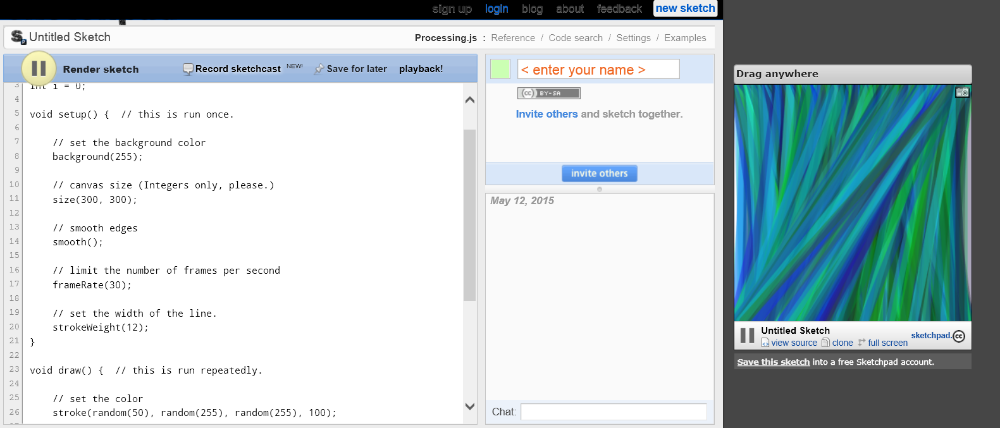 sign up login blog about feedback new sketch
Untitled Sketch
Processing.js : Reference / Code search / Settings / Examples
Render sketch Record sketchcast NEW! Save for later playback!
3 int i = 0;
4
5 void setup() { // this is run once.
6
7 // set the background color
8 background(255);
9
10 // canvas size (Integers only, please.)
11 size(300, 300);
12
13 // smooth edges
14 smooth();
15
16 // limit the number of frames per second
17 frameRate(30);
18
19 // set the width of the line.
20 strokeWeight(12);
21 }
22
23 void draw() { // this is run repeatedly.
24
25 // set the color
26 stroke(random(50), random(255), random(255), 100);
< enter your name >
cc BY-SA
Invite others and sketch together.
invite others
May 12, 2015
Chat:
Drag anywhere
Untitled Sketch
view source clone full screen
sketchpad.cc
Save this sketch into a free Sketchpad account.